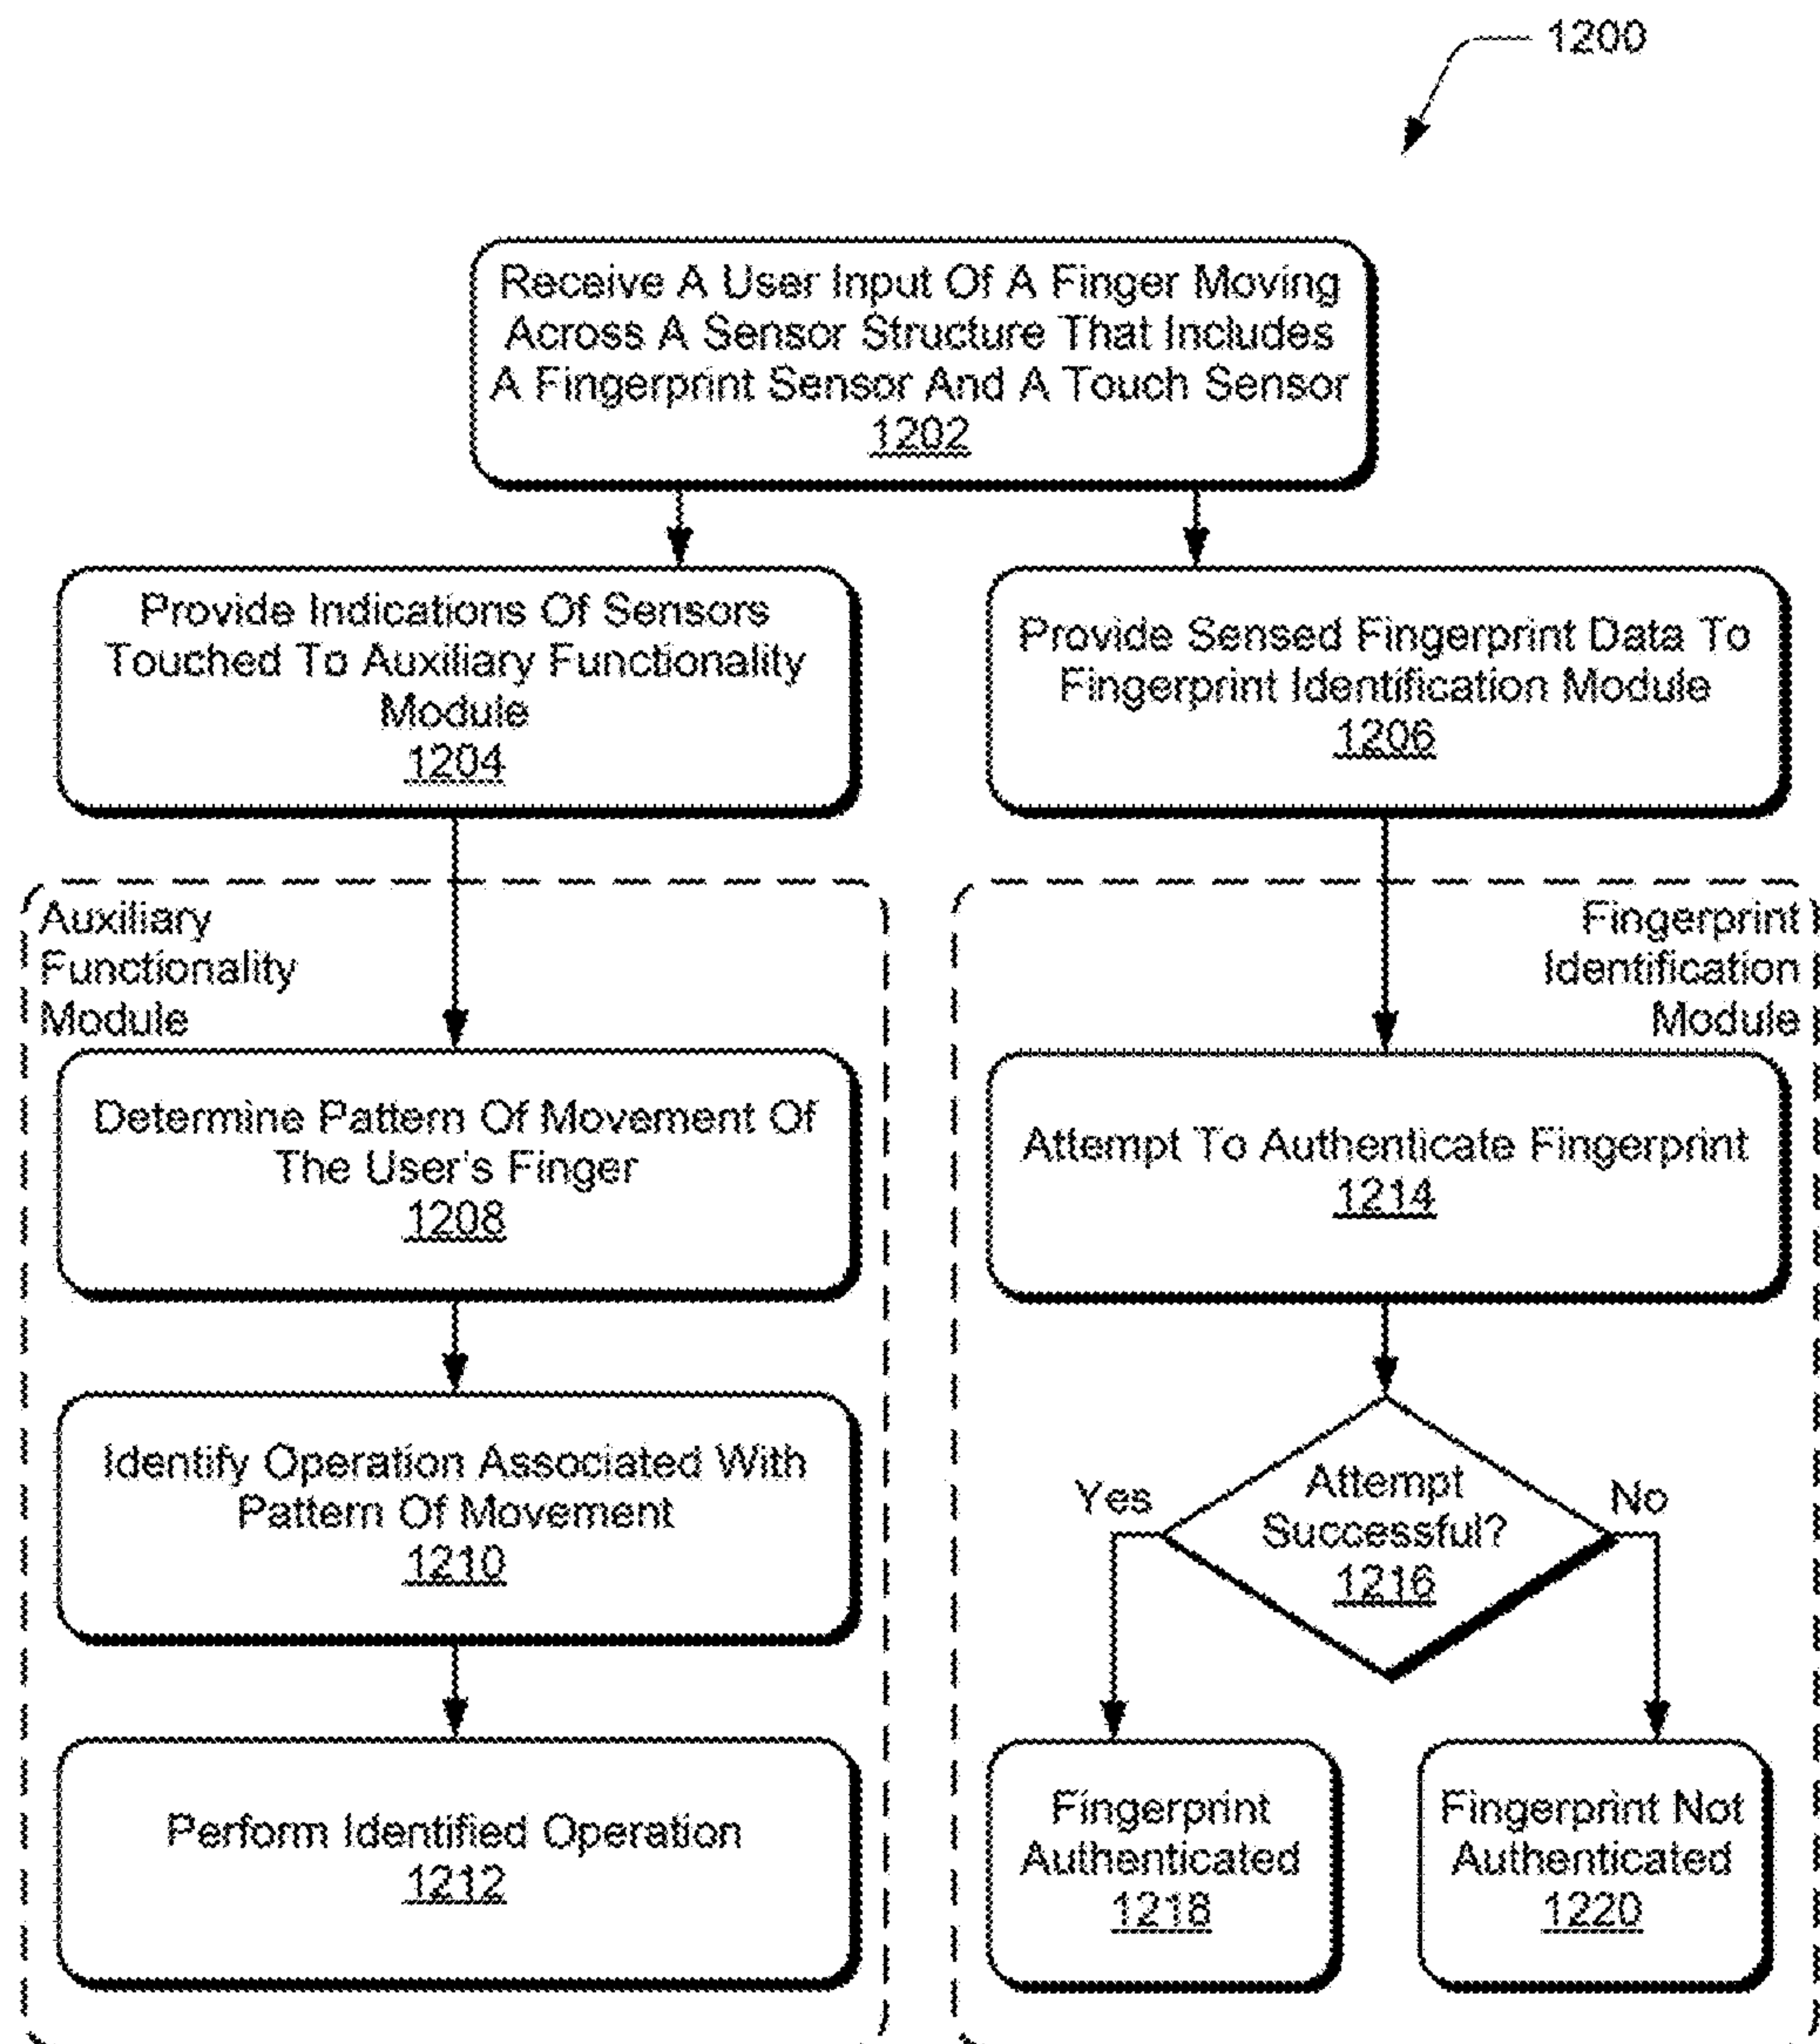 1200
Receive A User Input Of A Finger Moving
Across A Sensor Structure That Includes
A Fingerprint Sensor And A Touch Sensor
1202
Provide Indications Of Sensors
Touched To Auxiliary Functionality
Module
1204
Provide Sensed Fingerprint Data To
Fingerprint Identification Module
1206
Auxiliary
Functionality
Module
Determine Pattern Of Movement Of
The User's Finger
1208
Identify Operation Associated With
Pattern Of Movement
1210
Perform Identified Operation
1212
Fingerprint
Identification
Module
Attempt To Authenticate Fingerprint
1214
Attempt
Successful?
1216
Yes
No
Fingerprint
Authenticated
1218
Fingerprint Not
Authenticated
1220